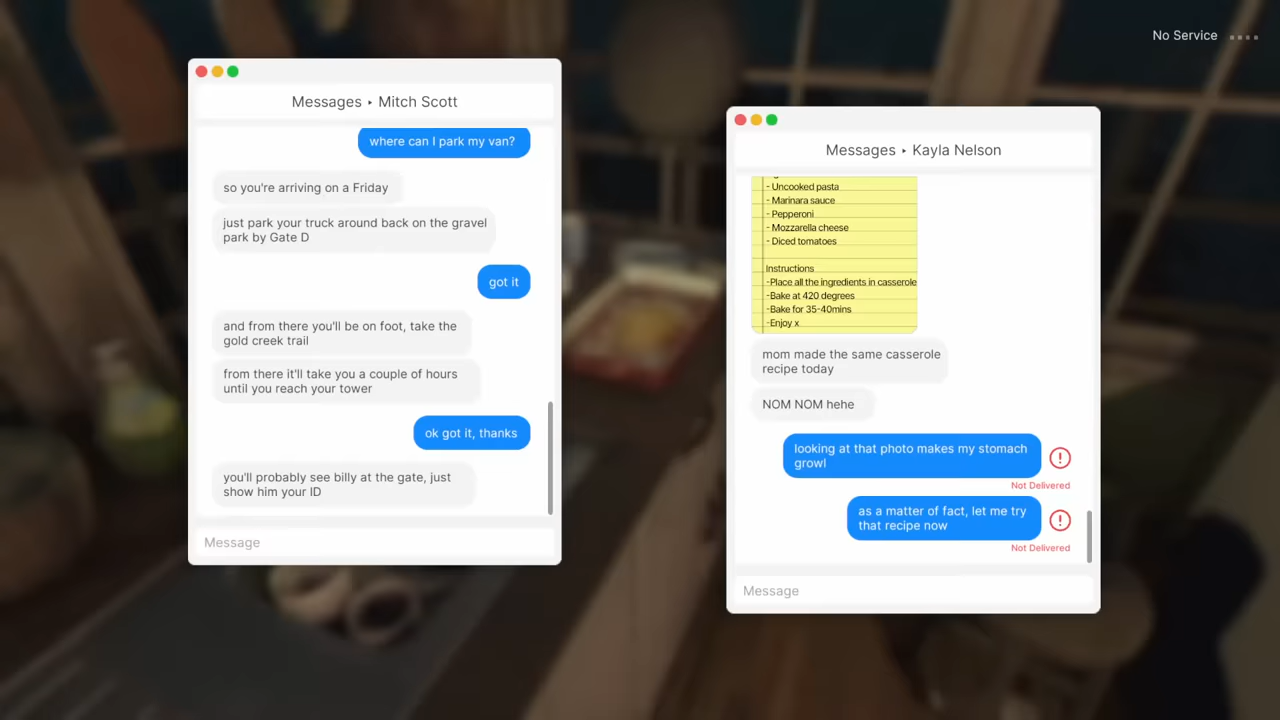 No Service
Messages ▸ Mitch Scott
where can I park my van?
so you're arriving on a Friday
just park your truck around back on the gravel
park by Gate D
got it
and from there you'll be on foot, take the
gold creek trail
from there it'll take you a couple of hours
until you reach your tower
ok got it, thanks
you'll probably see billy at the gate, just
show him your ID
Message
Messages ▸ Kayla Nelson
- Uncooked pasta
- Marinara sauce
- Pepperoni
- Mozzarella cheese
- Diced tomatoes
Instructions
-Place all the ingredients in casserole
-Bake at 420 degrees
-Bake for 35-40mins
-Enjoy x
mom made the same casserole
recipe today
NOM NOM hehe
looking at that photo makes my stomach
growl
Not Delivered
as a matter of fact, let me try
that recipe now
Not Delivered
Message